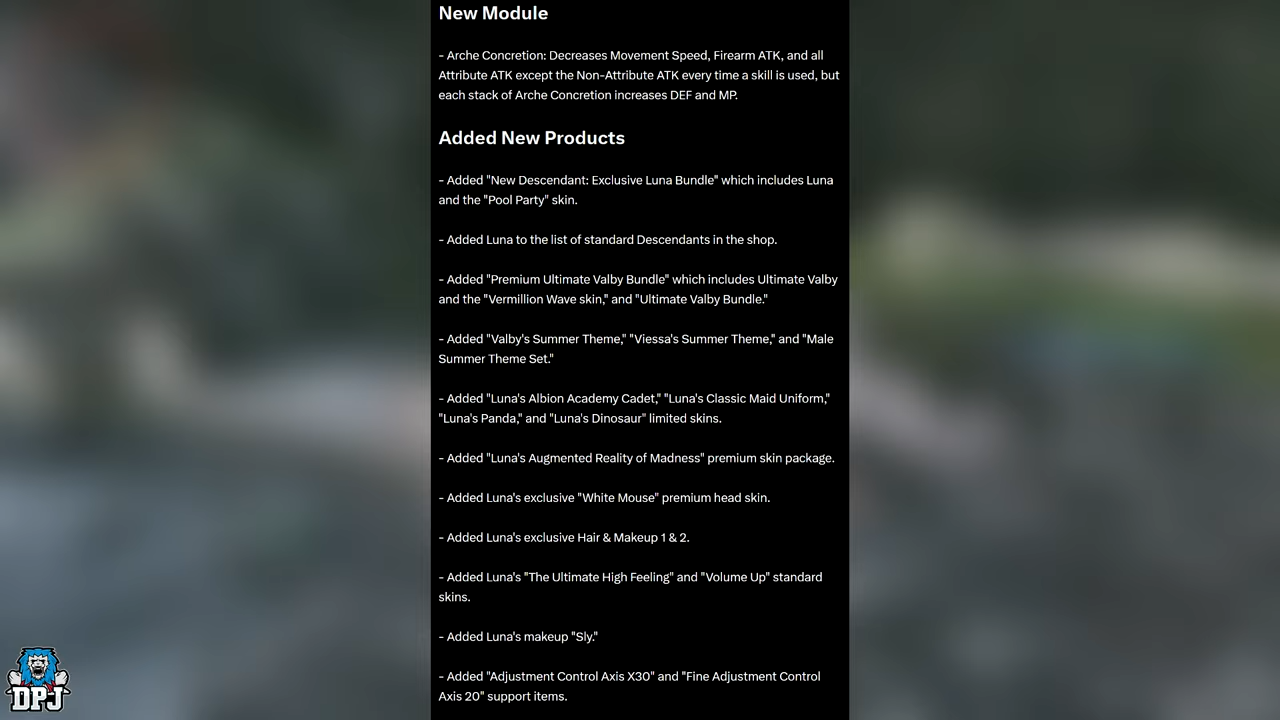 New Module
- Arche Concretion: Decreases Movement Speed, Firearm ATK, and all
Attribute ATK except the Non-Attribute ATK every time a skill is used, but
each stack of Arche Concretion increases DEF and MP.
Added New Products
- Added "New Descendant: Exclusive Luna Bundle" which includes Luna
and the "Pool Party" skin.
- Added Luna to the list of standard Descendants in the shop.
- Added "Premium Ultimate Valby Bundle" which includes Ultimate Valby
and the "Vermillion Wave skin," and "Ultimate Valby Bundle."
- Added "Valby's Summer Theme," "Viessa's Summer Theme," and "Male
Summer Theme Set."
- Added "Luna's Albion Academy Cadet," "Luna's Classic Maid Uniform,"
"Luna's Panda," and "Luna's Dinosaur" limited skins.
- Added "Luna's Augmented Reality of Madness" premium skin package.
- Added Luna's exclusive "White Mouse" premium head skin.
- Added Luna's exclusive Hair & Makeup 1 & 2.
- Added Luna's "The Ultimate High Feeling" and "Volume Up" standard
skins.
- Added Luna's makeup "Sly."
- Added "Adjustment Control Axis X30" and "Fine Adjustment Control
Axis 20" support items.
DPJ